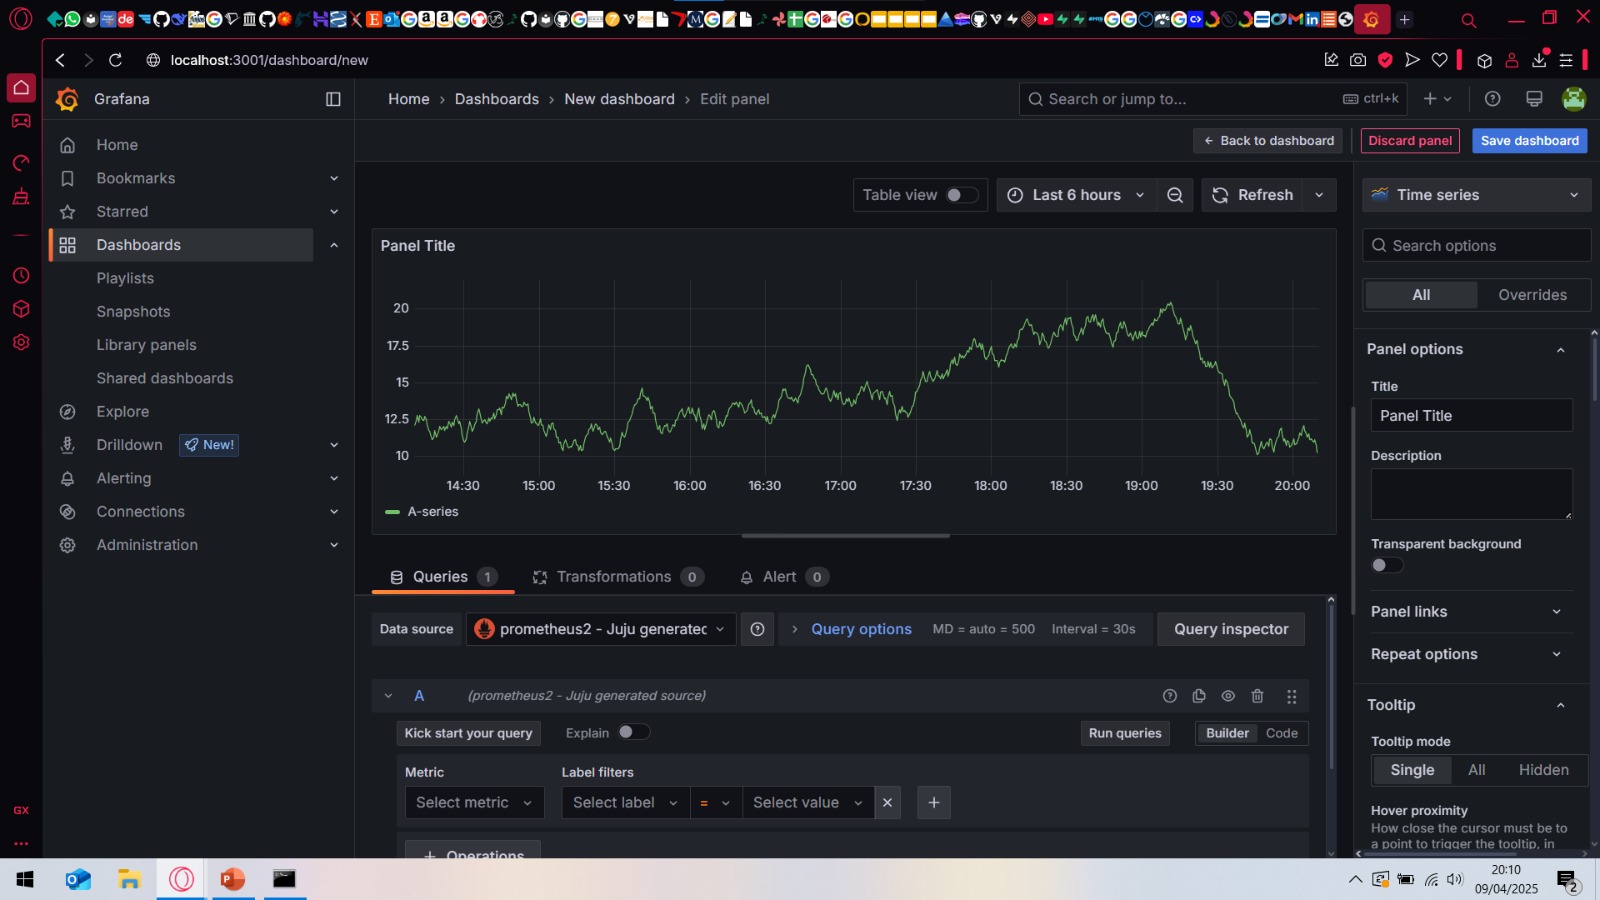 localhost:3001/dashboard/new
Grafana
Home › Dashboards › New dashboard › Edit panel
Search or jump to...
ctrl+k
← Back to dashboard
Discard panel
Save dashboard
Home
Bookmarks
Starred
Dashboards
Playlists
Snapshots
Library panels
Shared dashboards
Explore
Drilldown
New!
Alerting
Connections
Administration
Table view
Last 6 hours
Refresh
Panel Title
20
17.5
15
12.5
10
14:30 15:00 15:30 16:00 16:30 17:00 17:30 18:00 18:30 19:00 19:30 20:00
A-series
Queries 1
Transformations 0
Alert 0
Data source
prometheus2 - Juju generated
Query options
MD = auto = 500
Interval = 30s
Query inspector
A
(prometheus2 - Juju generated source)
Kick start your query
Explain
Run queries
Builder
Code
Metric
Label filters
Select metric
Select label
=
Select value
+ Operations
Time series
Search options
All
Overrides
Panel options
Title
Panel Title
Description
Transparent background
Panel links
Repeat options
Tooltip
Tooltip mode
Single
All
Hidden
Hover proximity
How close the cursor must be to
a point to trigger the tooltip, in
GX
20:10
09/04/2025
2